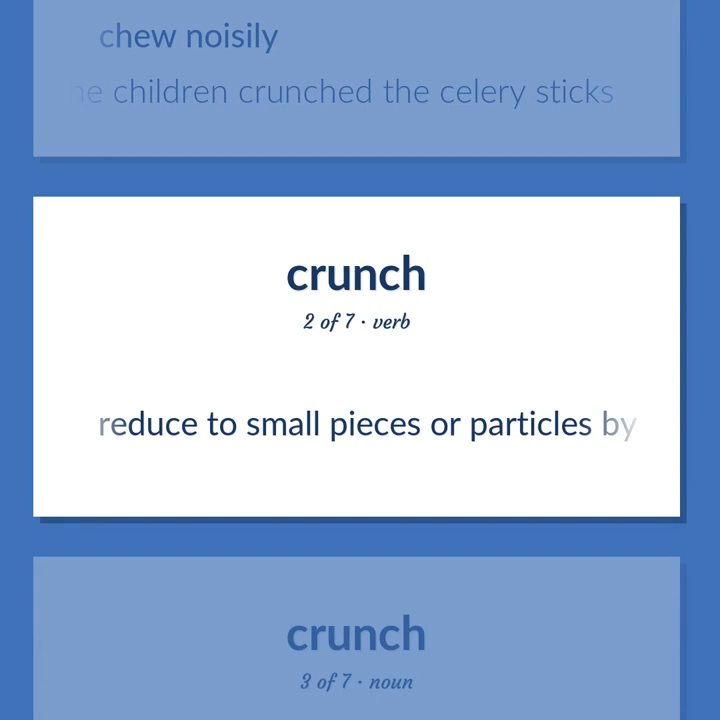 chew noisily
he children crunched the celery sticks
crunch
2 of 7 · verb
reduce to small pieces or particles by
crunch
3 of 7 · noun